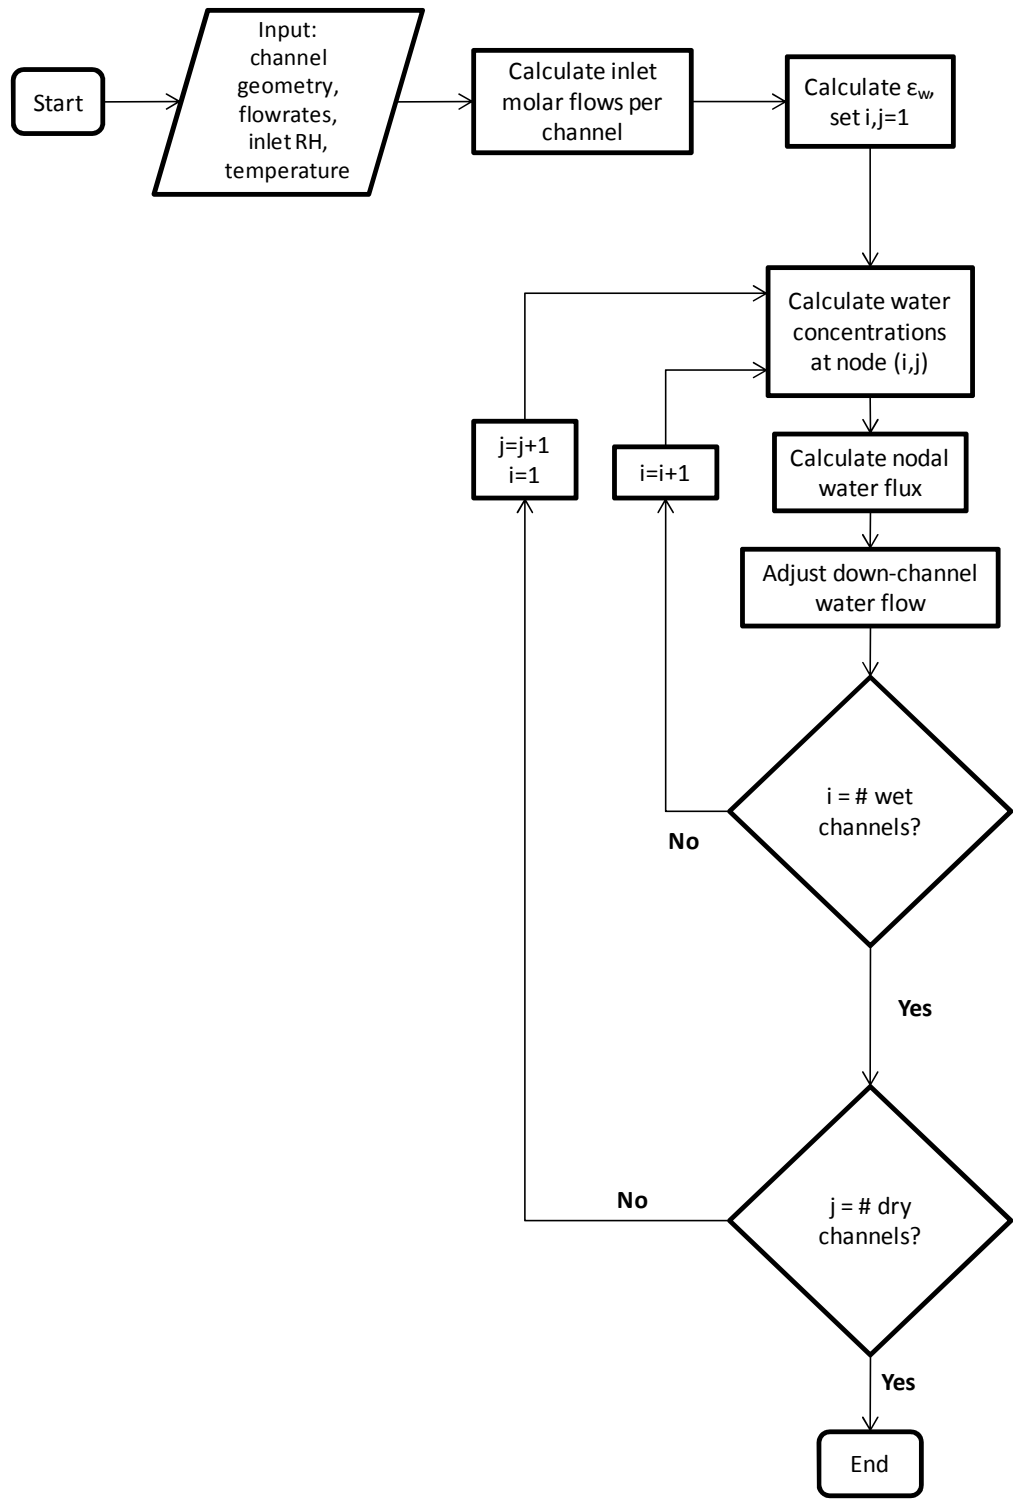 Start
Input:
channel
geometry,
flowrates,
inlet RH,
temperature
Calculate inlet
molar flows per
channel
Calculate εw,
set i,j=1
Calculate water
concentrations
at node (i,j)
j=j+1
i=1
i=i+1
Calculate nodal
water flux
Adjust down-channel
water flow
i = # wet
channels?
No
Yes
j = # dry
channels?
No
Yes
End